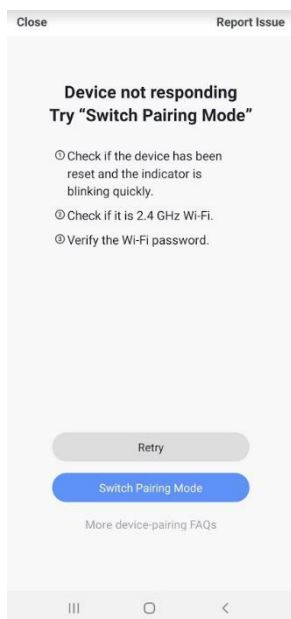 Close Report Issue
Device not responding
Try “Switch Pairing Mode”
① Check if the device has been
reset and the indicator is
blinking quickly.
② Check if it is 2.4 GHz Wi-Fi.
③ Verify the Wi-Fi password.
Retry
Switch Pairing Mode
More device-pairing FAQs